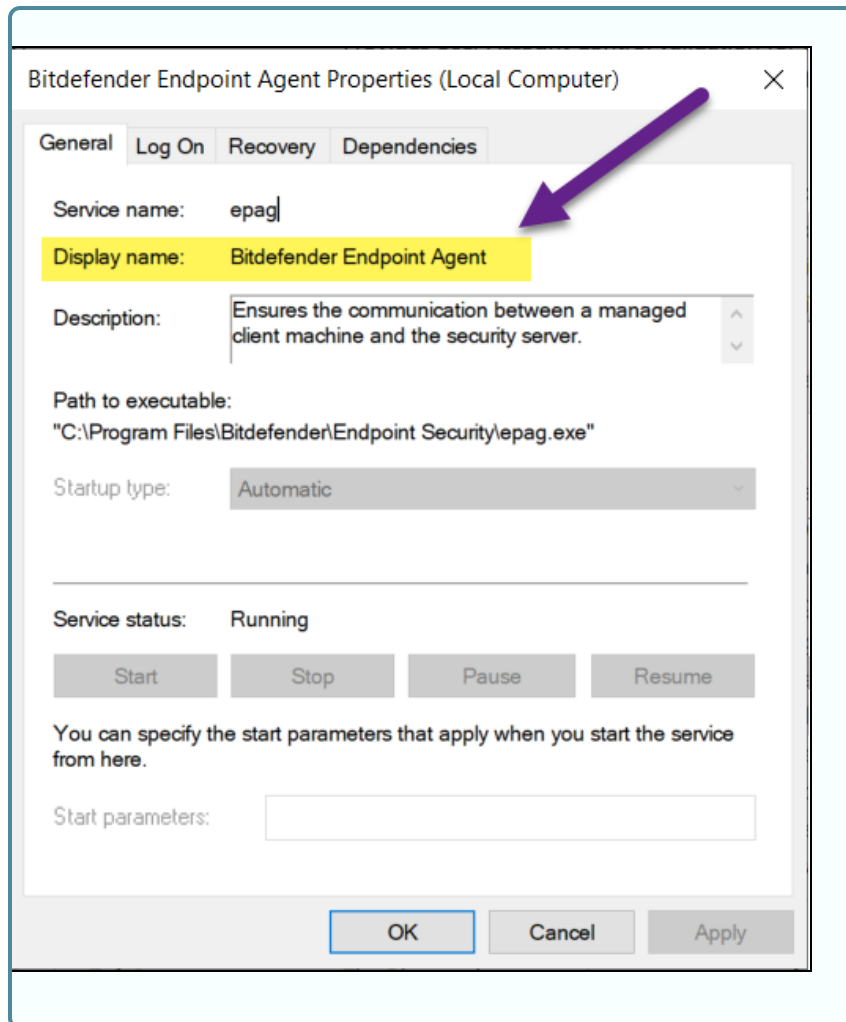 Bitdefender Endpoint Agent Properties (Local Computer)
General Log On Recovery Dependencies
Service name: epag
Display name: Bitdefender Endpoint Agent
Description: Ensures the communication between a managed
client machine and the security server.
Path to executable:
"C:\Program Files\Bitdefender\Endpoint Security\epag.exe"
Startup type: Automatic
Service status: Running
Start Stop Pause Resume
You can specify the start parameters that apply when you start the service
from here.
Start parameters:
OK Cancel Apply